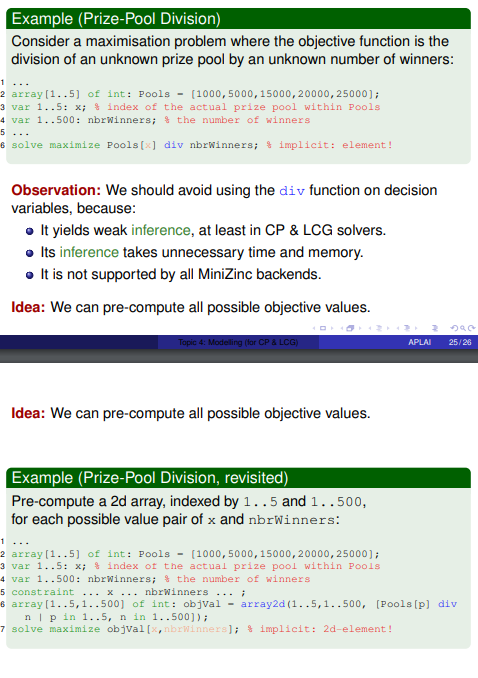 Example (Prize-Pool Division)
Consider a maximisation problem where the objective function is the
division of an unknown prize pool by an unknown number of winners:
1 ...
2 array[1..5] of int: Pools = [1000,5000,15000,20000,25000];
3 var 1..5: x; % index of the actual prize pool within Pools
4 var 1..500: nbrWinners; % the number of winners
5 ...
6 solve maximize Pools[x] div nbrWinners; % implicit: element!
Observation: We should avoid using the div function on decision
variables, because:
It yields weak inference, at least in CP & LCG solvers.
Its inference takes unnecessary time and memory.
It is not supported by all MiniZinc backends.
Idea: We can pre-compute all possible objective values.
Topic 4: Modelling (for CP & LCG) APLAI 25/26
Idea: We can pre-compute all possible objective values.
Example (Prize-Pool Division, revisited)
Pre-compute a 2d array, indexed by 1..5 and 1..500,
for each possible value pair of x and nbrWinners:
1 ...
2 array[1..5] of int: Pools = [1000,5000,15000,20000,25000];
3 var 1..5: x; % index of the actual prize pool within Pools
4 var 1..500: nbrWinners; % the number of winners
5 constraint ... x ... nbrWinners ... ;
6 array[1..5,1..500] of int: objVal = array2d(1..5,1..500, [Pools[p] div
n | p in 1..5, n in 1..500]);
7 solve maximize objVal[x,nbrWinners]; % implicit: 2d-element!